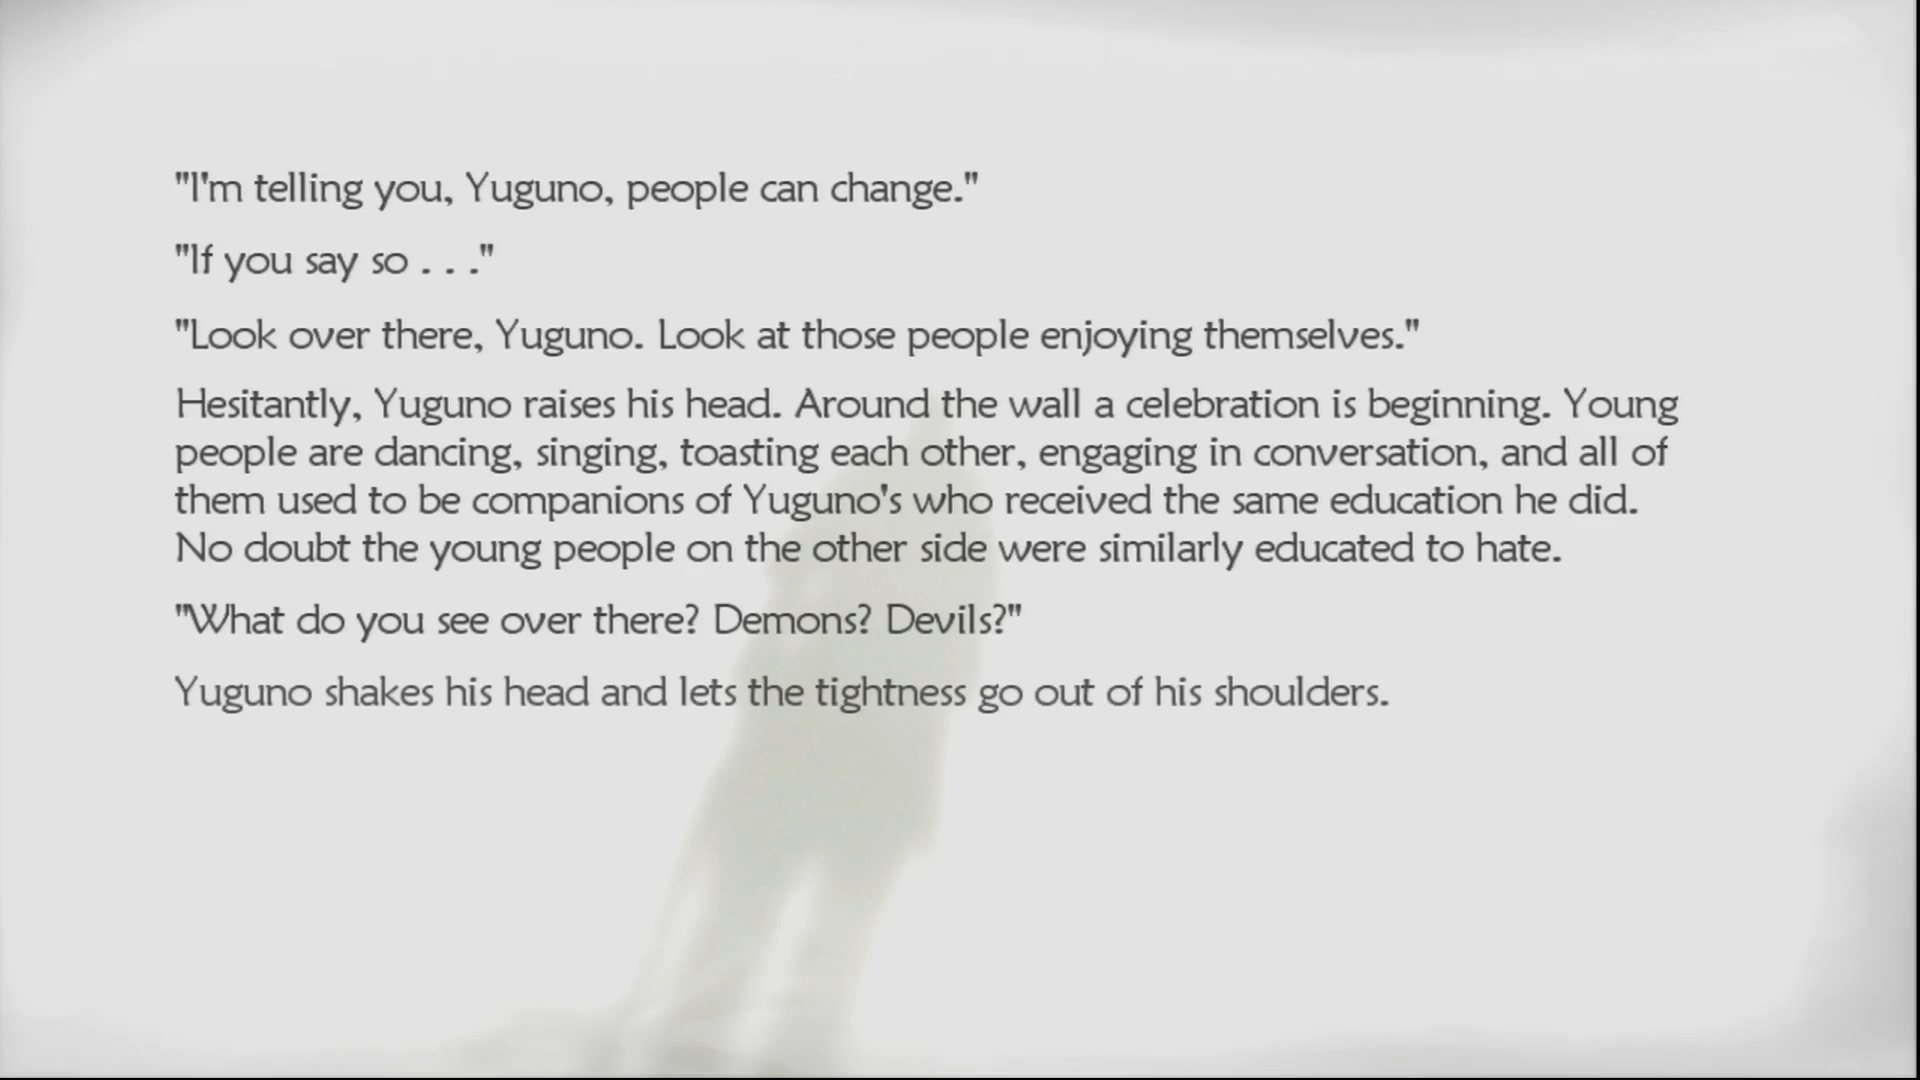 "I'm telling you, Yuguno, people can change."
"If you say so . . ."
"Look over there, Yuguno. Look at those people enjoying themselves."
Hesitantly, Yuguno raises his head. Around the wall a celebration is beginning. Young
people are dancing, singing, toasting each other, engaging in conversation, and all of
them used to be companions of Yuguno's who received the same education he did.
No doubt the young people on the other side were similarly educated to hate.
"What do you see over there? Demons? Devils?"
Yuguno shakes his head and lets the tightness go out of his shoulders.